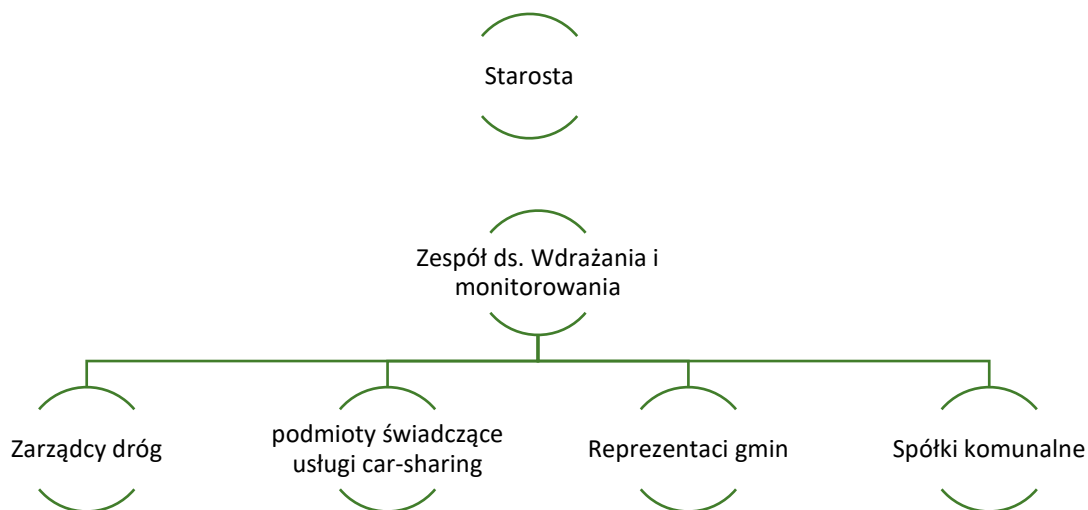 Starosta
Zespół ds. Wdrażania i
monitorowania
Zarządcy dróg
podmioty świadczące
usługi car-sharing
Reprezentaci gmin
Spółki komunalne